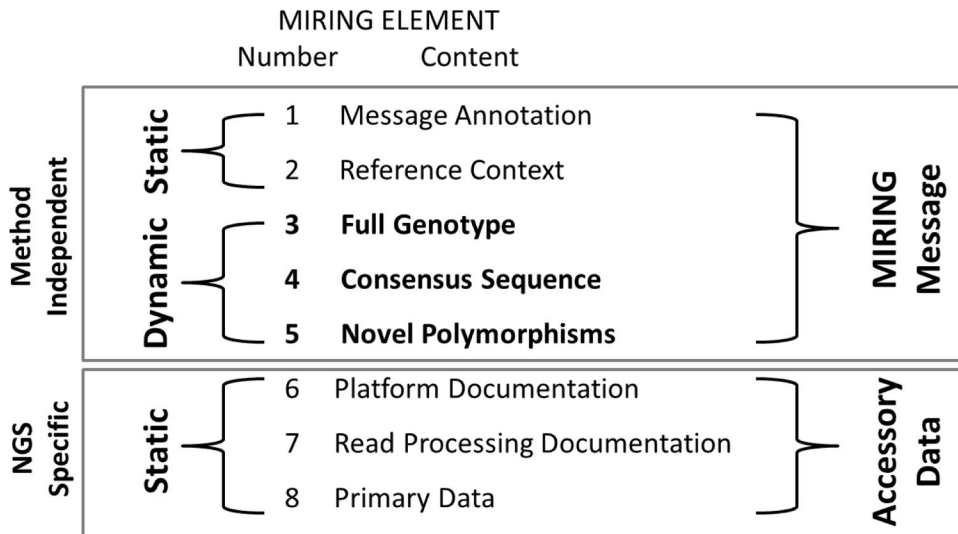 MIRING ELEMENT
Number Content
Method
Independent
Static
1 Message Annotation
2 Reference Context
Dynamic
3 Full Genotype
4 Consensus Sequence
5 Novel Polymorphisms
MIRING
Message
NGS
Specific
Static
6 Platform Documentation
7 Read Processing Documentation
8 Primary Data
Accessory
Data